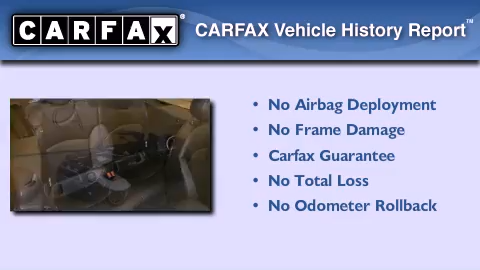 CARFAX® CARFAX Vehicle History Report™
• No Airbag Deployment
• No Frame Damage
• Carfax Guarantee
• No Total Loss
• No Odometer Rollback